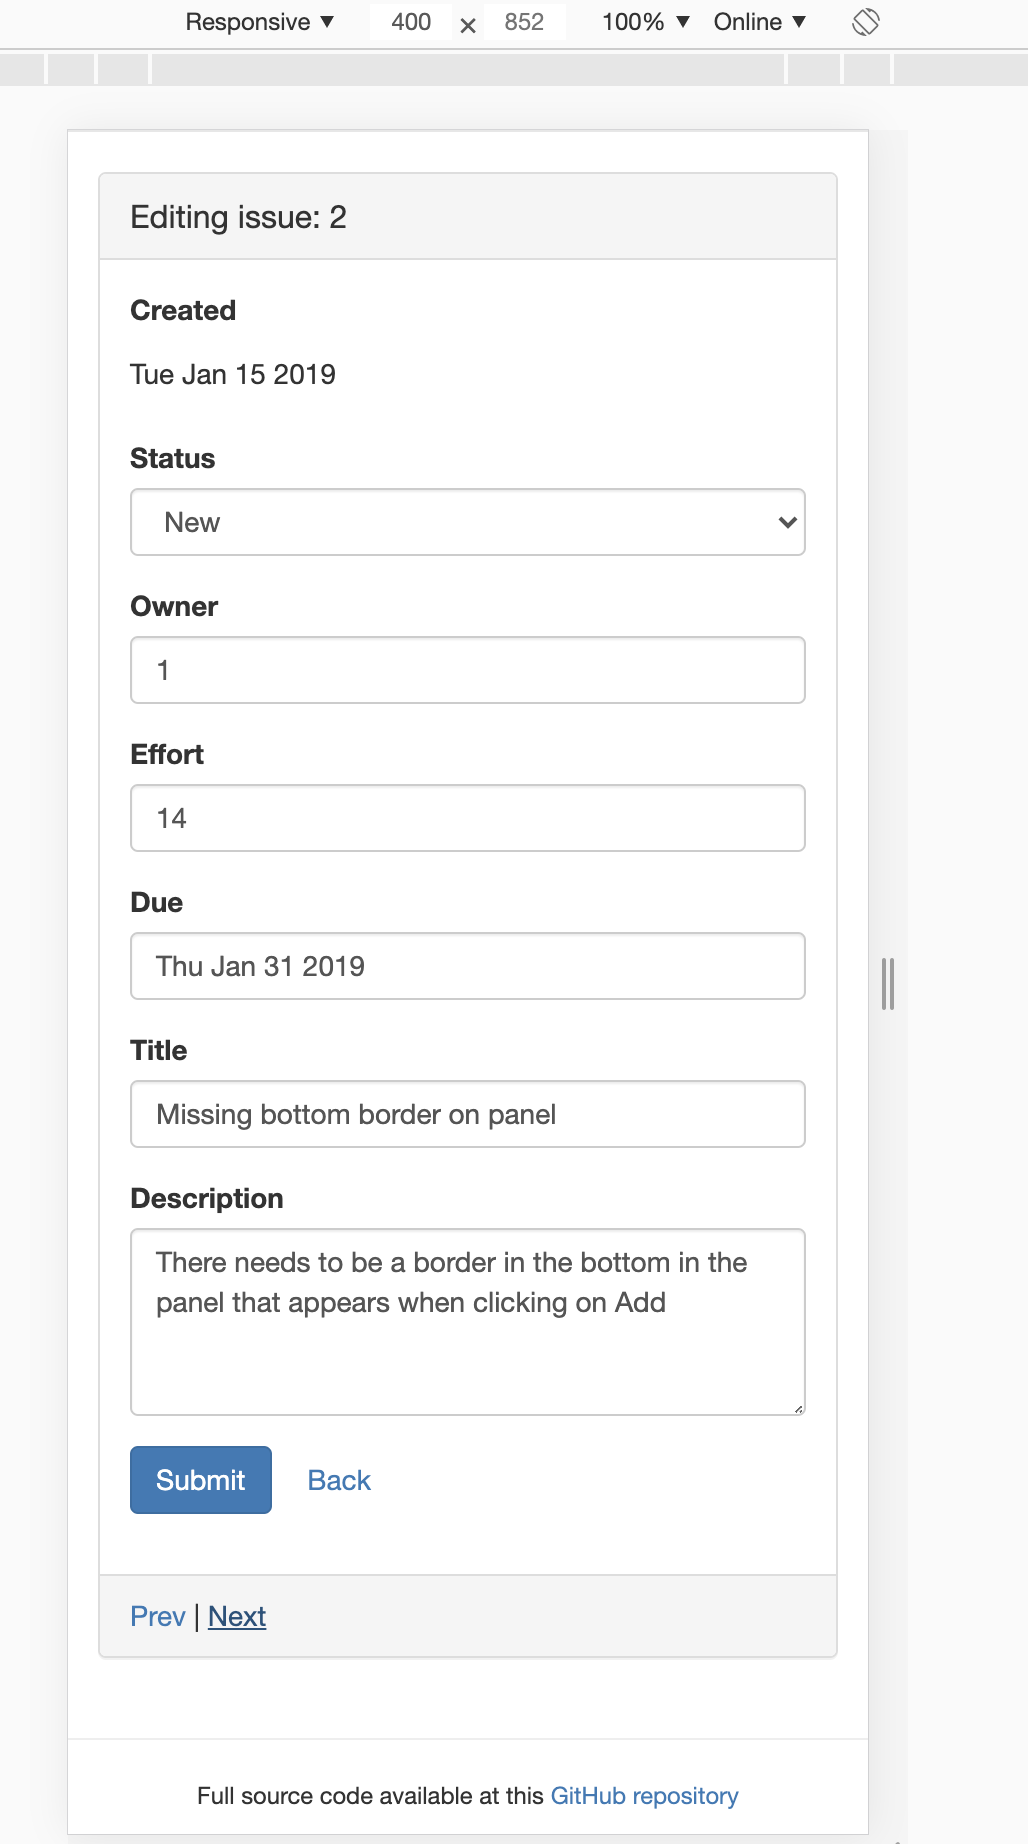 Responsive ▼ 400 × 852 100% ▼ Online ▼
Editing issue: 2
Created
Tue Jan 15 2019
Status
New
Owner
1
Effort
14
Due
Thu Jan 31 2019
Title
Missing bottom border on panel
Description
There needs to be a border in the bottom in the
panel that appears when clicking on Add
Submit Back
Prev | Next
Full source code available at this GitHub repository